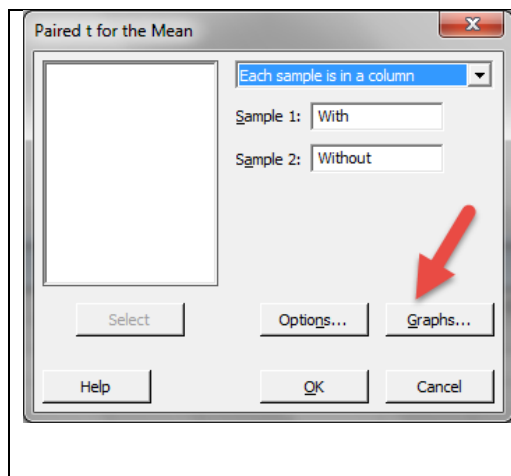 Paired t for the Mean
Each sample is in a column
Sample 1: With
Sample 2: Without
Select Options... Graphs...
Help OK Cancel